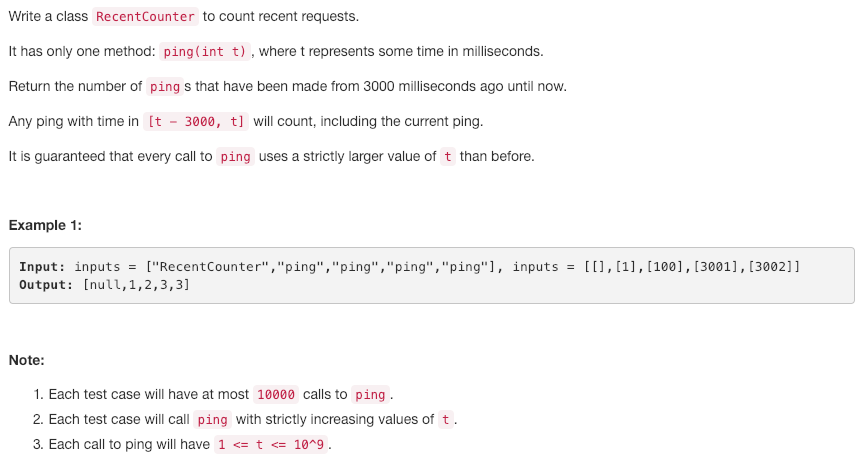 Write a class RecentCounter to count recent requests.
It has only one method: ping(int t) , where t represents some time in milliseconds.
Return the number of ping s that have been made from 3000 milliseconds ago until now.
Any ping with time in [t - 3000, t] will count, including the current ping.
It is guaranteed that every call to ping uses a strictly larger value of t than before.
Example 1:
Input: inputs = ["RecentCounter","ping","ping","ping","ping"], inputs = [[],[1],[100],[3001],[3002]]
Output: [null,1,2,3,3]
Note:
1. Each test case will have at most 10000 calls to ping .
2. Each test case will call ping with strictly increasing values of t .
3. Each call to ping will have 1 <= t <= 10^9 .